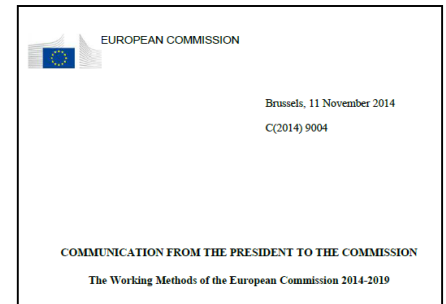 EUROPEAN COMMISSION
Brussels, 11 November 2014
C(2014) 9004
COMMUNICATION FROM THE PRESIDENT TO THE COMMISSION
The Working Methods of the European Commission 2014-2019